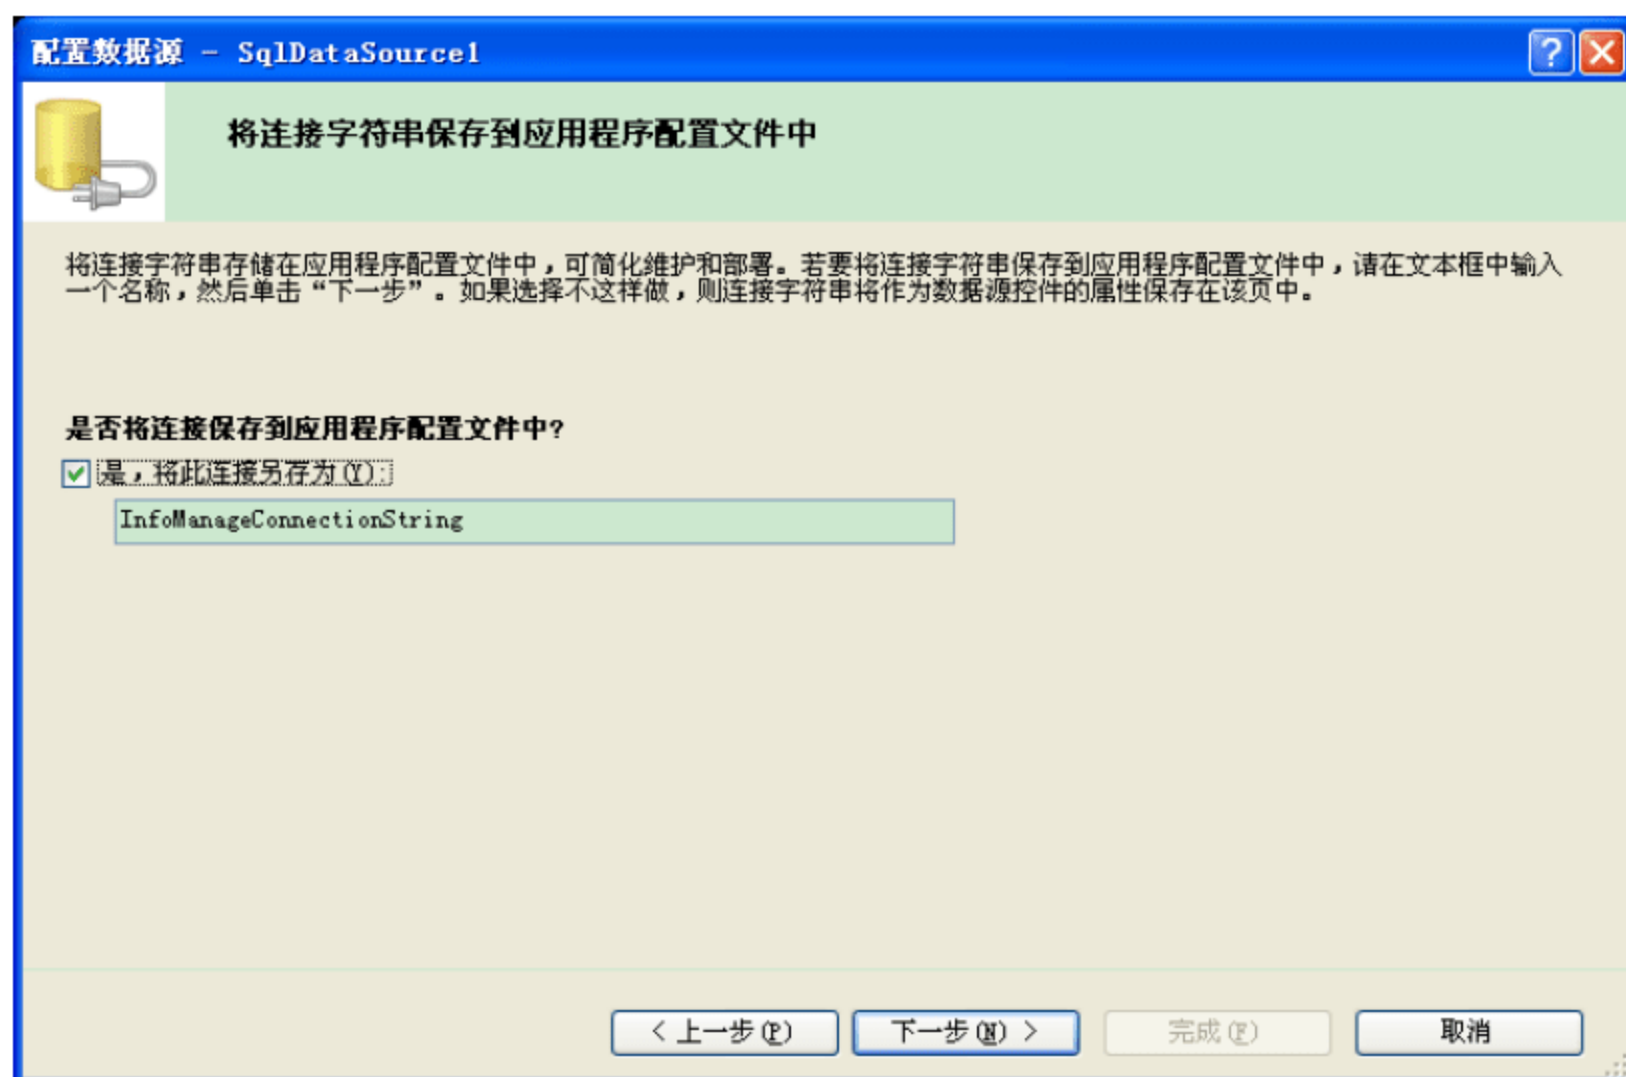 配置数据源 - SqlDataSource1
将连接字符串保存到应用程序配置文件中
将连接字符串存储在应用程序配置文件中，可简化维护和部署。若要将连接字符串保存到应用程序配置文件中，请在文本框中输入
一个名称，然后单击“下一步”。如果选择不这样做，则连接字符串将作为数据源控件的属性保存在该页中。
是否将连接保存到应用程序配置文件中?
是，将此连接另存为(Y):
InfoManageConnectionString
< 上一步(P) 下一步(N) > 完成(F) 取消